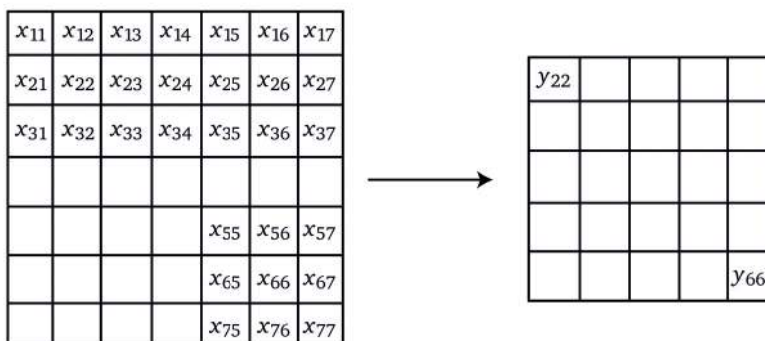 x11 x12 x13 x14 x15 x16 x17
x21 x22 x23 x24 x25 x26 x27
x31 x32 x33 x34 x35 x36 x37
x55 x56 x57
x65 x66 x67
x75 x76 x77
y22
y66